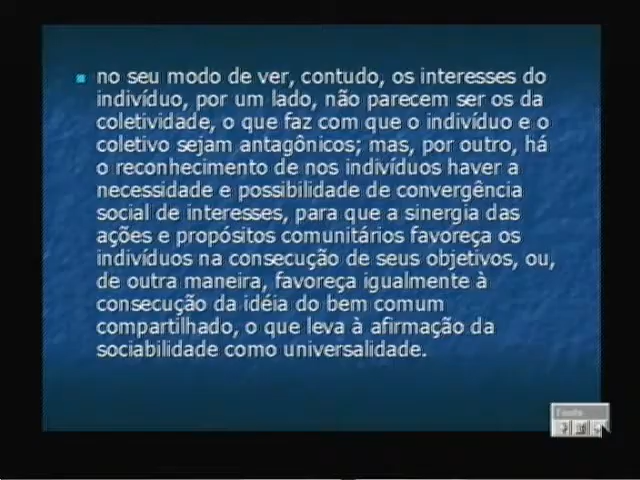 no seu modo de ver, contudo, os interesses do
indivíduo, por um lado, não parecem ser os da
coletividade, o que faz com que o indivíduo e o
coletivo sejam antagônicos; mas, por outro, há
o reconhecimento de nos indivíduos haver a
necessidade e possibilidade de convergência
social de interesses, para que a sinergia das
ações e propósitos comunitários favoreça os
indivíduos na consecução de seus objetivos, ou,
de outra maneira, favoreça igualmente à
consecução da idéia do bem comum
compartilhado, o que leva à afirmação da
sociabilidade como universalidade.